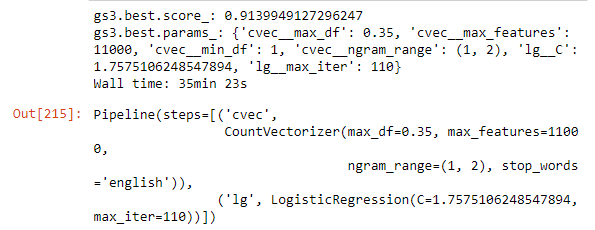 gs3.best.score_: 0.9139949127296247
gs3.best.params_: {'cvec__max_df': 0.35, 'cvec__max_features':
11000, 'cvec__min_df': 1, 'cvec__ngram_range': (1, 2), 'lg__C':
1.7575106248547894, 'lg__max_iter': 110}
Wall time: 35min 23s
Out[215]: Pipeline(steps=[('cvec',
CountVectorizer(max_df=0.35, max_features=1100
0,
ngram_range=(1, 2), stop_words
='english')),
('lg', LogisticRegression(C=1.7575106248547894,
max_iter=110))])